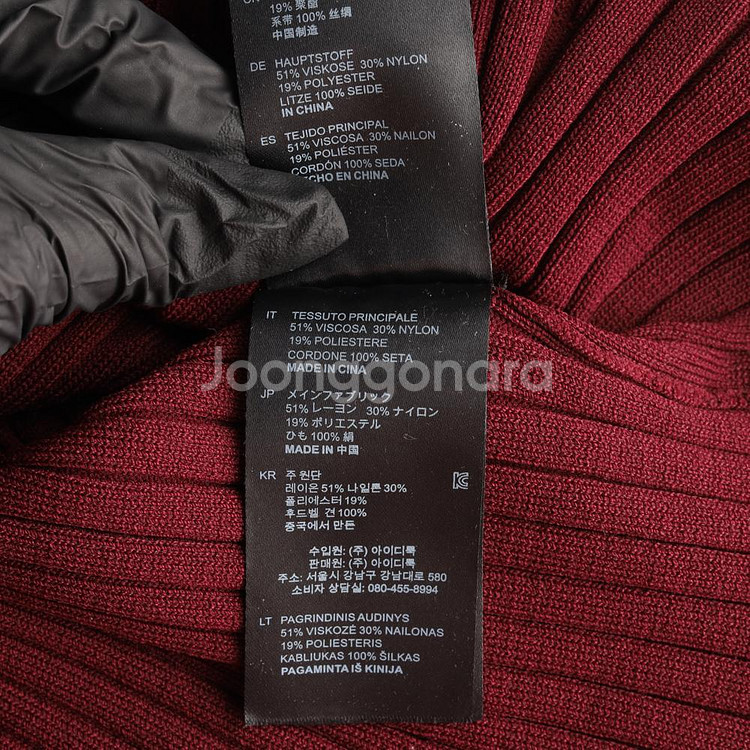 19% 聚酯
系带 100% 丝绸
中国制造
DE HAUPTSTOFF
51% VISKOSE 30% NYLON
19% POLYESTER
LITZE 100% SEIDE
IN CHINA
ES TEJIDO PRINCIPAL
51% VISCOSA 30% NAILON
19% POLIÉSTER
CORDÓN 100% SEDA
CHO EN CHINA
IT TESSUTO PRINCIPALE
51% VISCOSA 30% NYLON
19% POLIESTERE
CORDONE 100% SETA
MADE IN CINA
Joonggonara
JP メインファブリック
51% レーヨン 30% ナイロン
19% ポリエステル
ひも 100% 絹
MADE IN 中国
KR 주 원단
레이온 51% 나일론 30%
폴리에스터 19%
후드벨 견 100%
중국에서 만든
수입원: (주) 아이디룩
판매원: (주) 아이디룩
주소: 서울시 강남구 강남대로 580
소비자 상담실: 080-455-8994
LT PAGRINDINIS AUDINYS
51% VISKOZĖ 30% NAILONAS
19% POLIESTERIS
KABLIUKAS 100% ŠILKAS
PAGAMINTA IŠ KINIJA